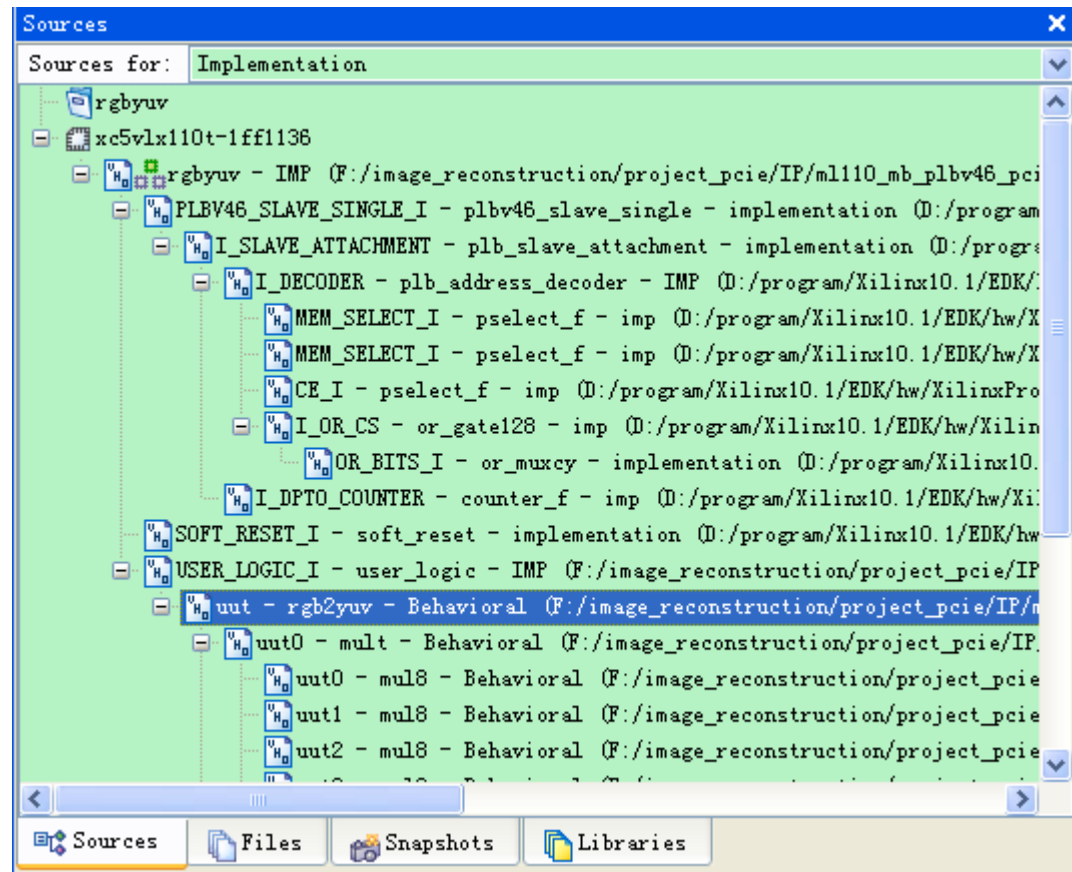 Sources
Sources for: Implementation
rgbyuv
xc5vlx110t-1ff1136
rgbyuv - IMP (F:/image_reconstruction/project_pcie/IP/ml110_mb_plbv46_pci
PLBV46_SLAVE_SINGLE_I - plbv46_slave_single - implementation (D:/program
I_SLAVE_ATTACHMENT - plb_slave_attachment - implementation (D:/progra
I_DECODER - plb_address_decoder - IMP (D:/program/Xilinx10.1/EDK/
MEM_SELECT_I - pselect_f - imp (D:/program/Xilinx10.1/EDK/hw/X
MEM_SELECT_I - pselect_f - imp (D:/program/Xilinx10.1/EDK/hw/X
CE_I - pselect_f - imp (D:/program/Xilinx10.1/EDK/hw/XilinxPro
I_OR_CS - or_gate128 - imp (D:/program/Xilinx10.1/EDK/hw/Xilin
OR_BITS_I - or_muxcy - implementation (D:/program/Xilinx10.
I_DPTO_COUNTER - counter_f - imp (D:/program/Xilinx10.1/EDK/hw/Xi
SOFT_RESET_I - soft_reset - implementation (D:/program/Xilinx10.1/EDK/hw
USER_LOGIC_I - user_logic - IMP (F:/image_reconstruction/project_pcie/IP
uut - rgb2yuv - Behavioral (F:/image_reconstruction/project_pcie/IP/m
uut0 - mult - Behavioral (F:/image_reconstruction/project_pcie/IP
uut0 - mul8 - Behavioral (F:/image_reconstruction/project_pcie
uut1 - mul8 - Behavioral (F:/image_reconstruction/project_pcie
uut2 - mul8 - Behavioral (F:/image_reconstruction/project_pcie
Sources Files Snapshots Libraries